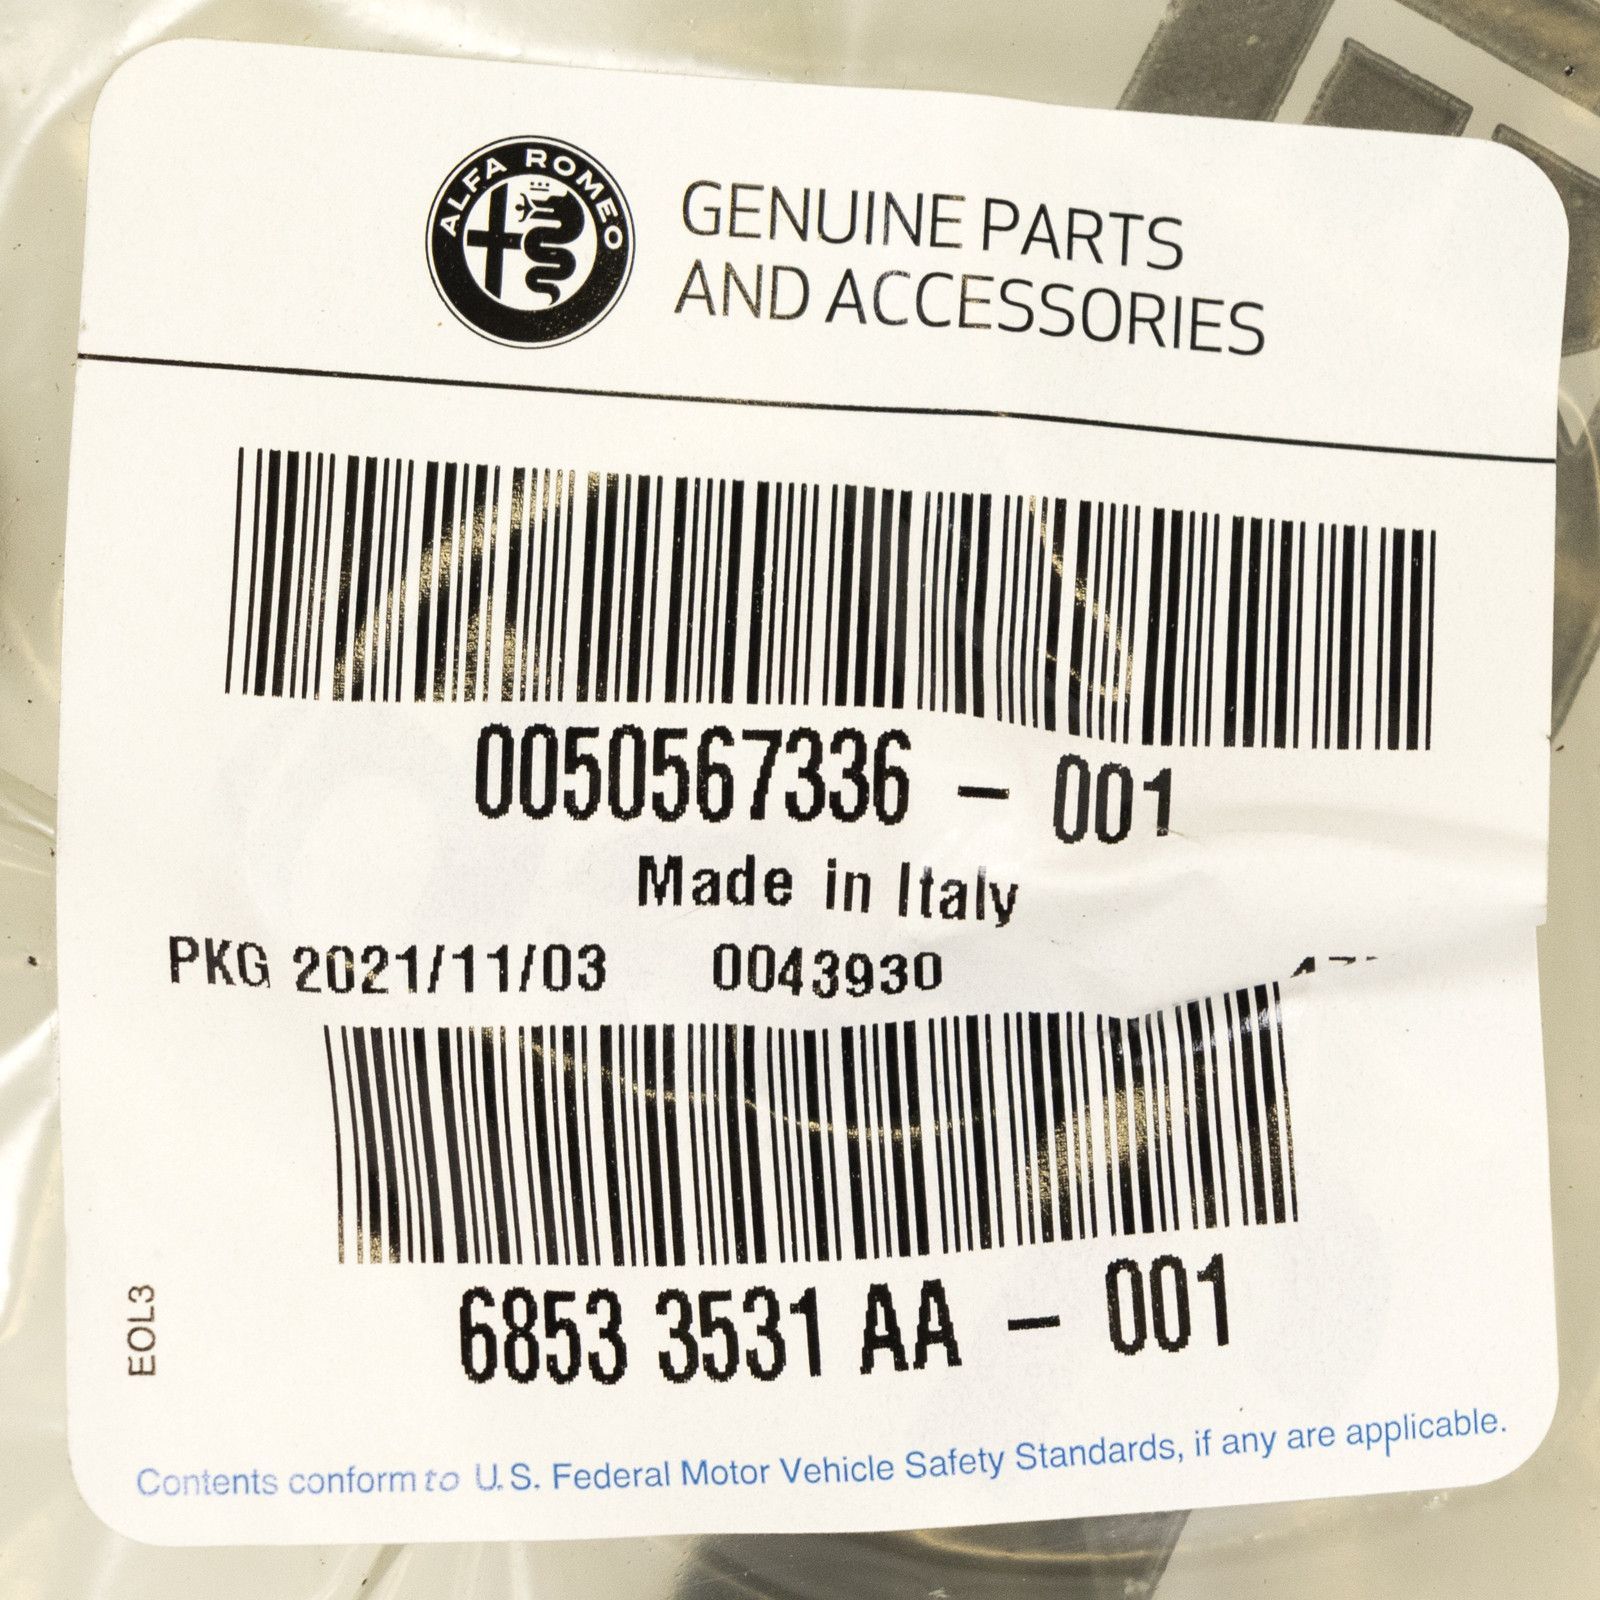 ALFA ROMEO
GENUINE PARTS
AND ACCESSORIES
0050567336 - 001
Made in Italy
PKG 2021/11/03 0043930
6853 3531 AA - 001
EOL3
Contents conform to U.S. Federal Motor Vehicle Safety Standards, if any are applicable.